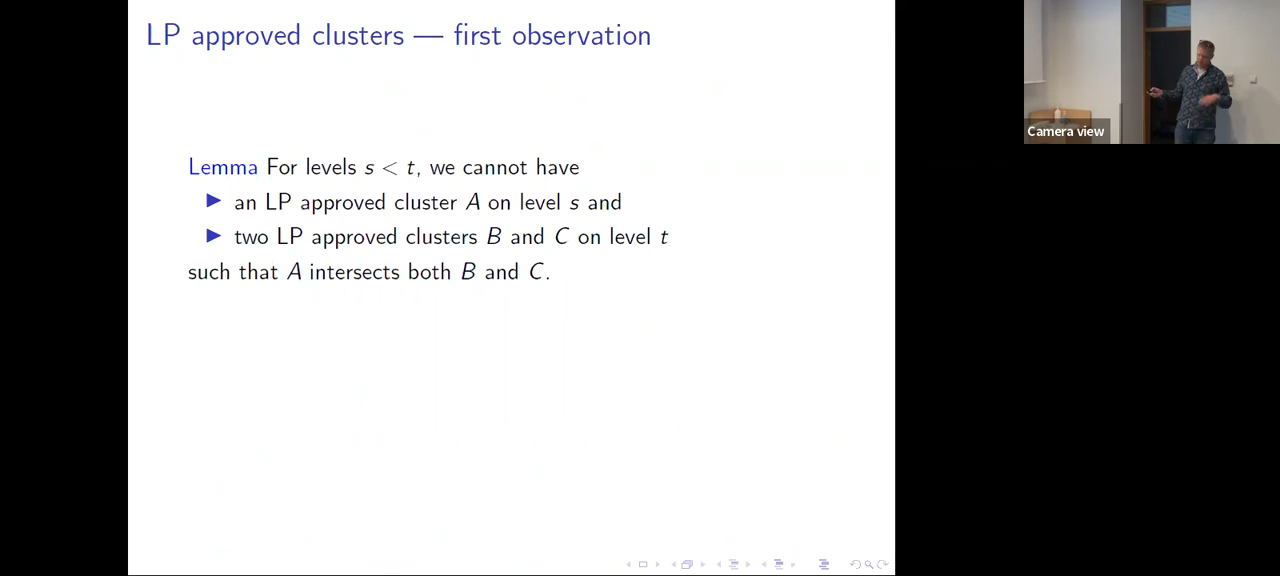 LP approved clusters — first observation
Camera view
Lemma For levels s < t, we cannot have
▶ an LP approved cluster A on level s and
▶ two LP approved clusters B and C on level t
such that A intersects both B and C.